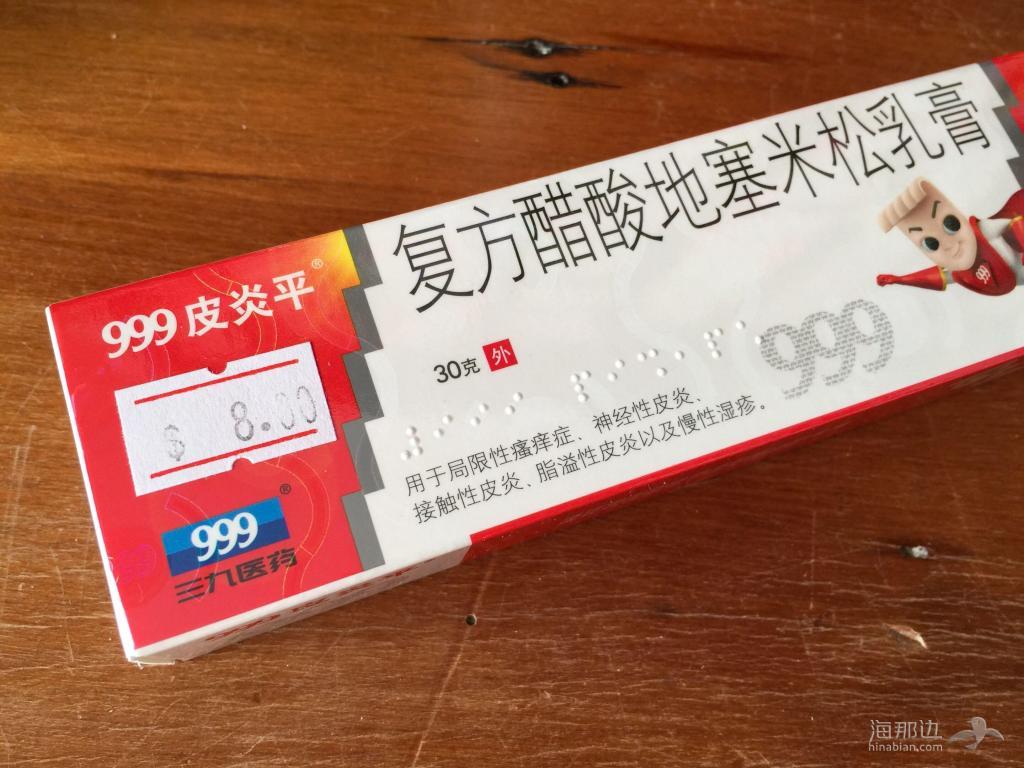 复方醋酸地塞米松乳膏
999皮炎平®
30克 外
999
999
用于局限性瘙痒症、神经性皮炎、
接触性皮炎、脂溢性皮炎以及慢性湿疹。
$ 8.00
999®
三九医药
海那边
hinabian.com